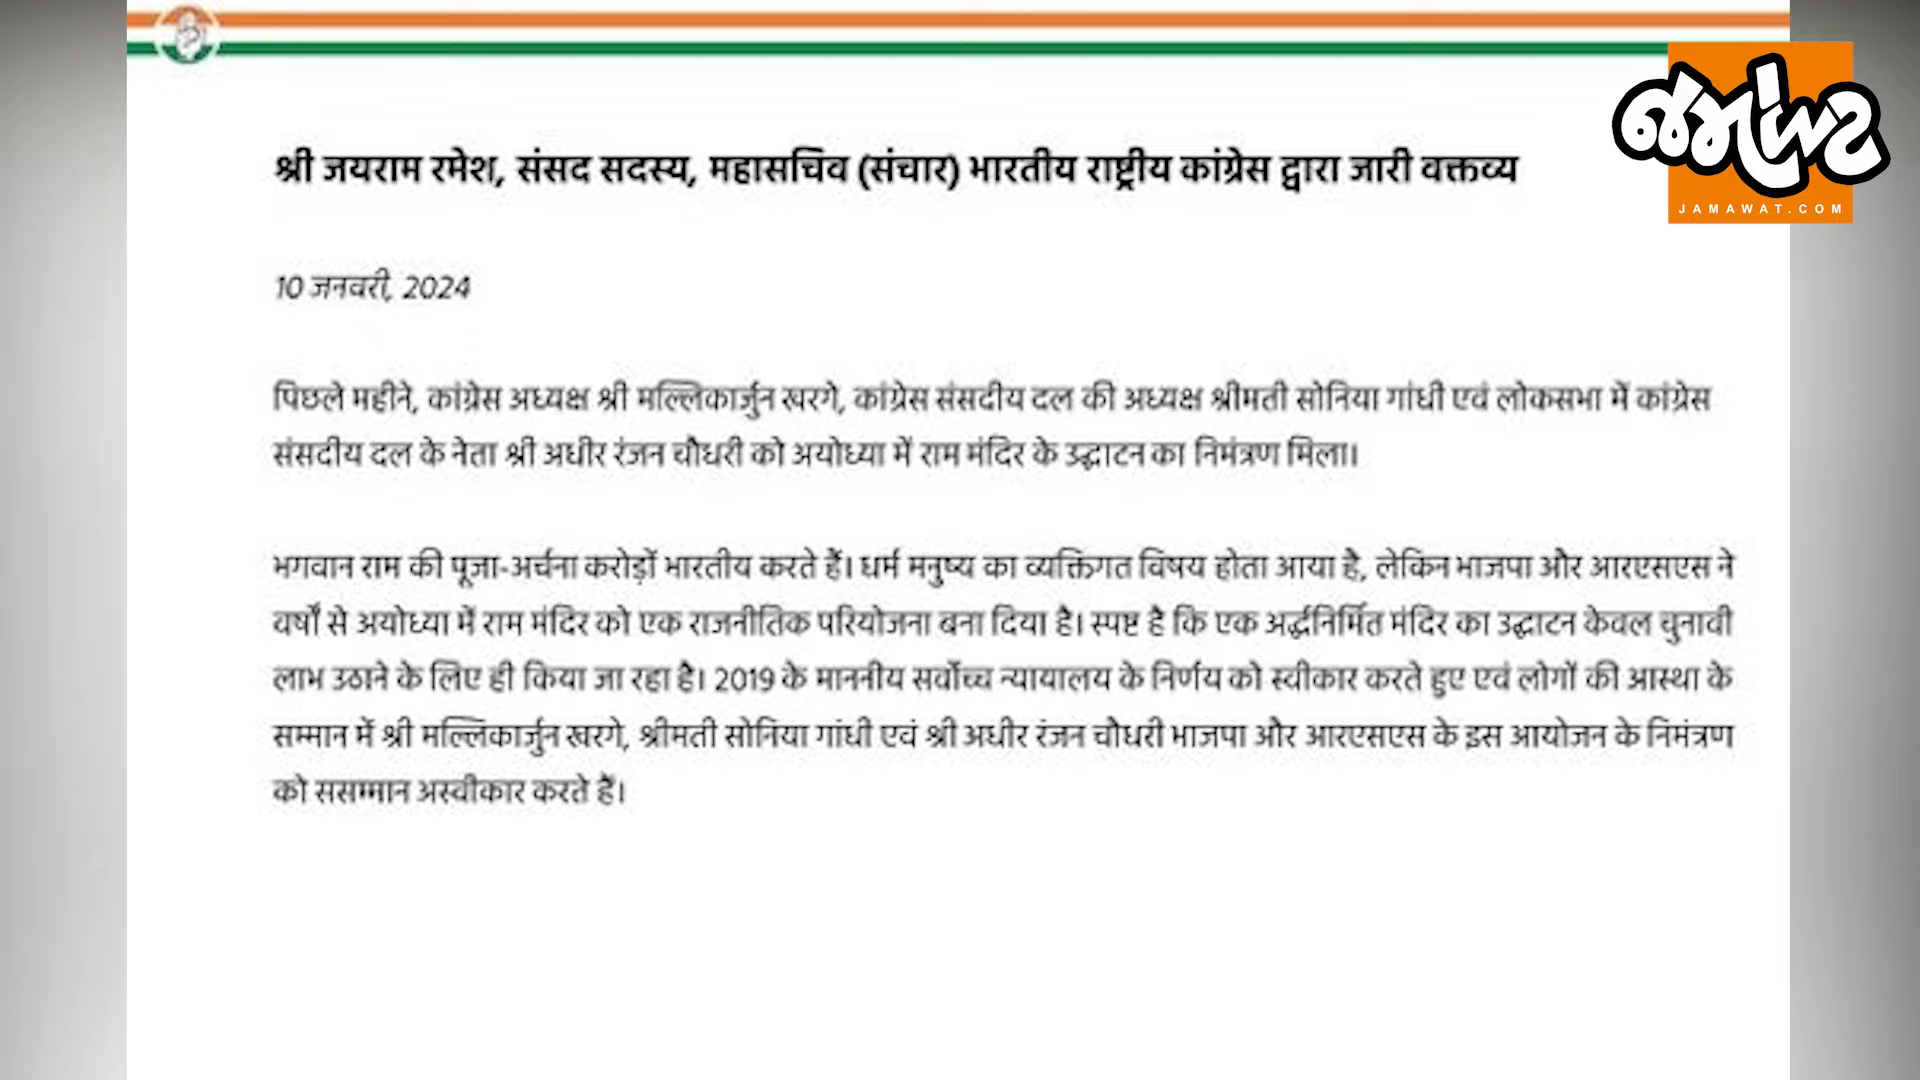 જમાવટ
JAMAWAT.COM
श्री जयराम रमेश, संसद सदस्य, महासचिव (संचार) भारतीय राष्ट्रीय कांग्रेस द्वारा जारी वक्तव्य
10 जनवरी, 2024
पिछले महीने, कांग्रेस अध्यक्ष श्री मल्लिकार्जुन खरगे, कांग्रेस संसदीय दल की अध्यक्ष श्रीमती सोनिया गांधी एवं लोकसभा में कांग्रेस
संसदीय दल के नेता श्री अधीर रंजन चौधरी को अयोध्या में राम मंदिर के उद्घाटन का निमंत्रण मिला।
भगवान राम की पूजा-अर्चना करोड़ों भारतीय करते हैं। धर्म मनुष्य का व्यक्तिगत विषय होता आया है, लेकिन भाजपा और आरएसएस ने
वर्षों से अयोध्या में राम मंदिर को एक राजनीतिक परियोजना बना दिया है। स्पष्ट है कि एक अर्द्धनिर्मित मंदिर का उद्घाटन केवल चुनावी
लाभ उठाने के लिए ही किया जा रहा है। 2019 के माननीय सर्वोच्च न्यायालय के निर्णय को स्वीकार करते हुए एवं लोगों की आस्था के
सम्मान में श्री मल्लिकार्जुन खरगे, श्रीमती सोनिया गांधी एवं श्री अधीर रंजन चौधरी भाजपा और आरएसएस के इस आयोजन के निमंत्रण
को ससम्मान अस्वीकार करते हैं।